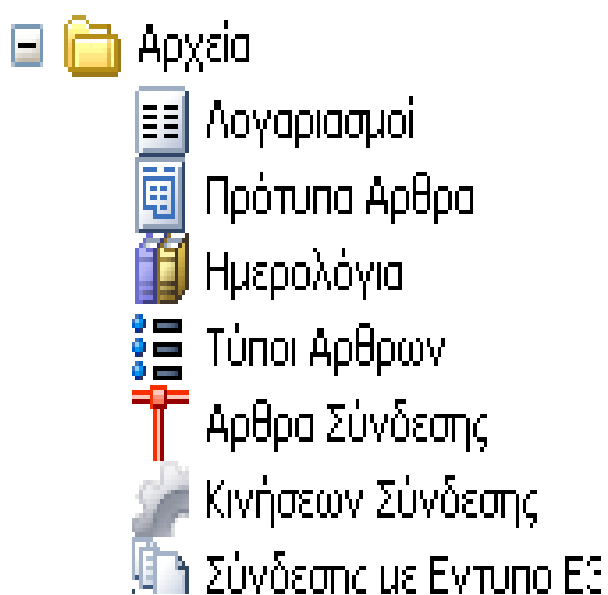 Αρχεία
Λογαριασμοί
Πρότυπα Αρθρα
Ημερολόγια
Τύποι Αρθρων
Αρθρα Σύνδεσης
Κινήσεων Σύνδεσης
Σύνδεσης με Εντυπο Ε3